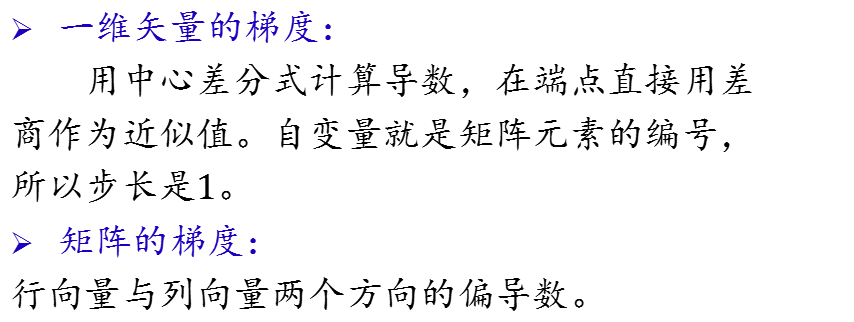 ➢ 一维矢量的梯度：
用中心差分式计算导数，在端点直接用差
商作为近似值。自变量就是矩阵元素的编号，
所以步长是1。
➢ 矩阵的梯度：
行向量与列向量两个方向的偏导数。